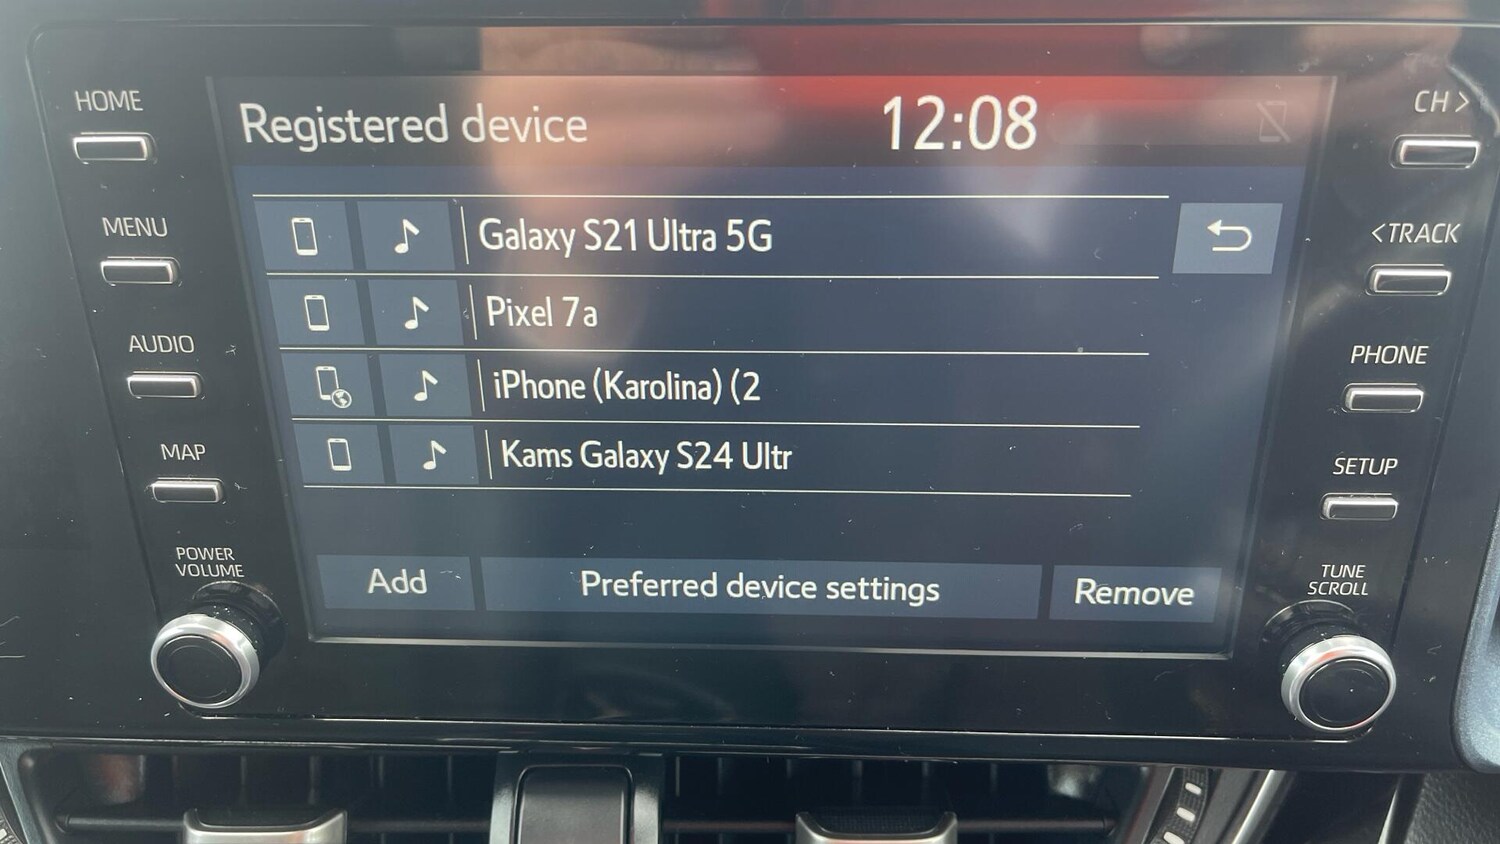 HOME
MENU
AUDIO
MAP
POWER
VOLUME
Registered device 12:08
Galaxy S21 Ultra 5G
Pixel 7a
iPhone (Karolina) (2
Kams Galaxy S24 Ultr
Add Preferred device settings Remove
CH >
<TRACK
PHONE
SETUP
TUNE
SCROLL